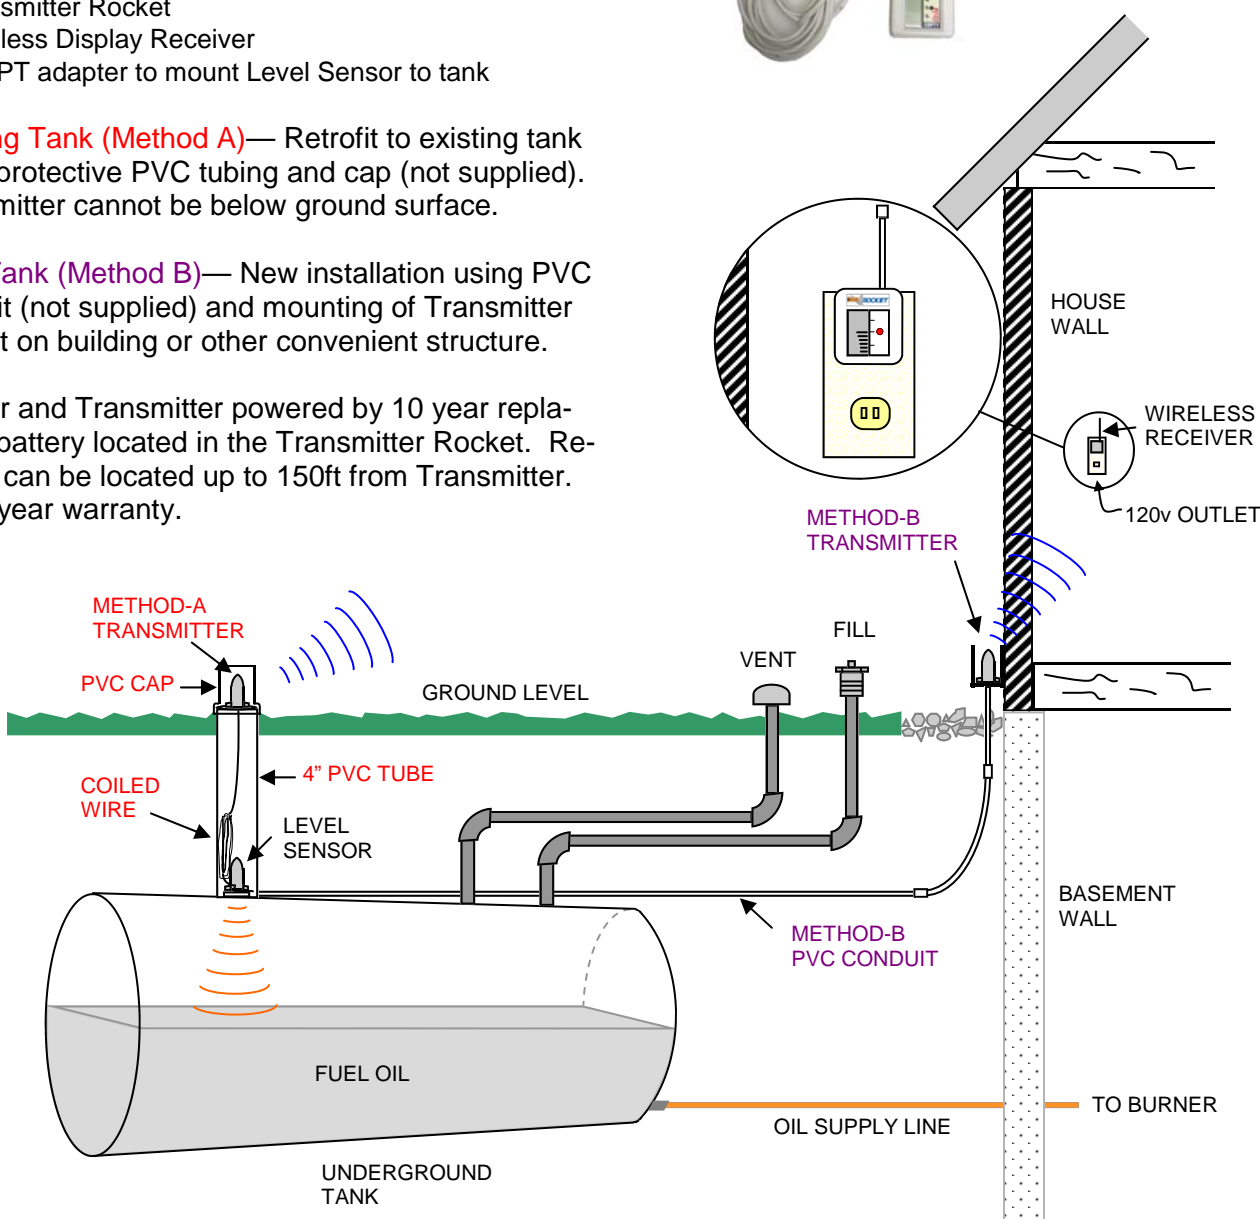 smitter Rocket
less Display Receiver
PT adapter to mount Level Sensor to tank
ng Tank (Method A)— Retrofit to existing tank
protective PVC tubing and cap (not supplied).
mitter cannot be below ground surface.
ank (Method B)— New installation using PVC
it (not supplied) and mounting of Transmitter
t on building or other convenient structure.
r and Transmitter powered by 10 year repla-
battery located in the Transmitter Rocket. Re-
can be located up to 150ft from Transmitter.
year warranty.
ROCKET
HOUSE
WALL
WIRELESS
RECEIVER
120v OUTLET
METHOD-B
TRANSMITTER
METHOD-A
TRANSMITTER
PVC CAP
GROUND LEVEL
VENT
FILL
4” PVC TUBE
COILED
WIRE
LEVEL
SENSOR
BASEMENT
WALL
METHOD-B
PVC CONDUIT
FUEL OIL
TO BURNER
OIL SUPPLY LINE
UNDERGROUND
TANK